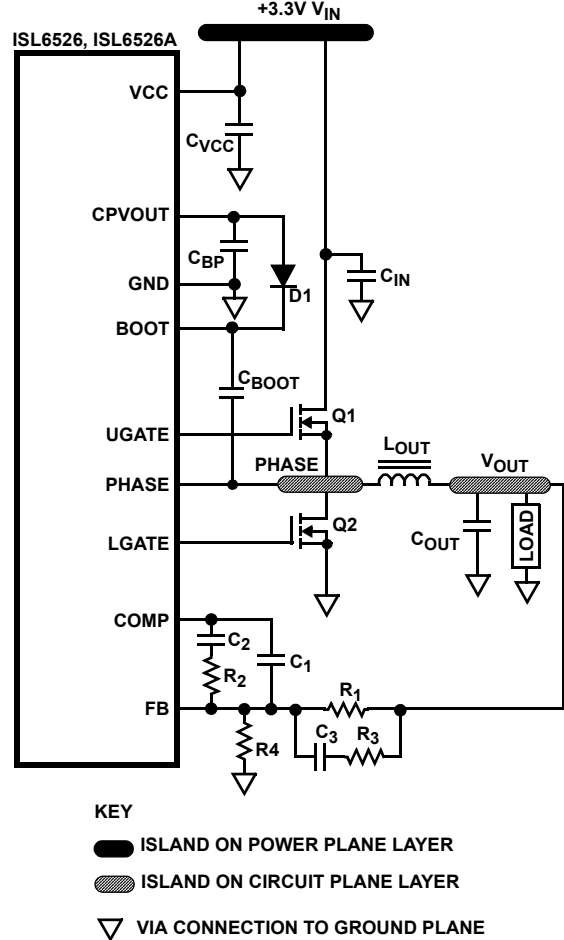 +3.3V VIN
ISL6526, ISL6526A
VCC
CVCC
CPVOUT
CBP
GND
D1
CIN
BOOT
CBOOT
Q1
UGATE
LOUT
PHASE
VOUT
PHASE
Q2
COUT
LOAD
LGATE
COMP
C2
C1
R2
R1
FB
C3
R3
R4
KEY
ISLAND ON POWER PLANE LAYER
ISLAND ON CIRCUIT PLANE LAYER
VIA CONNECTION TO GROUND PLANE